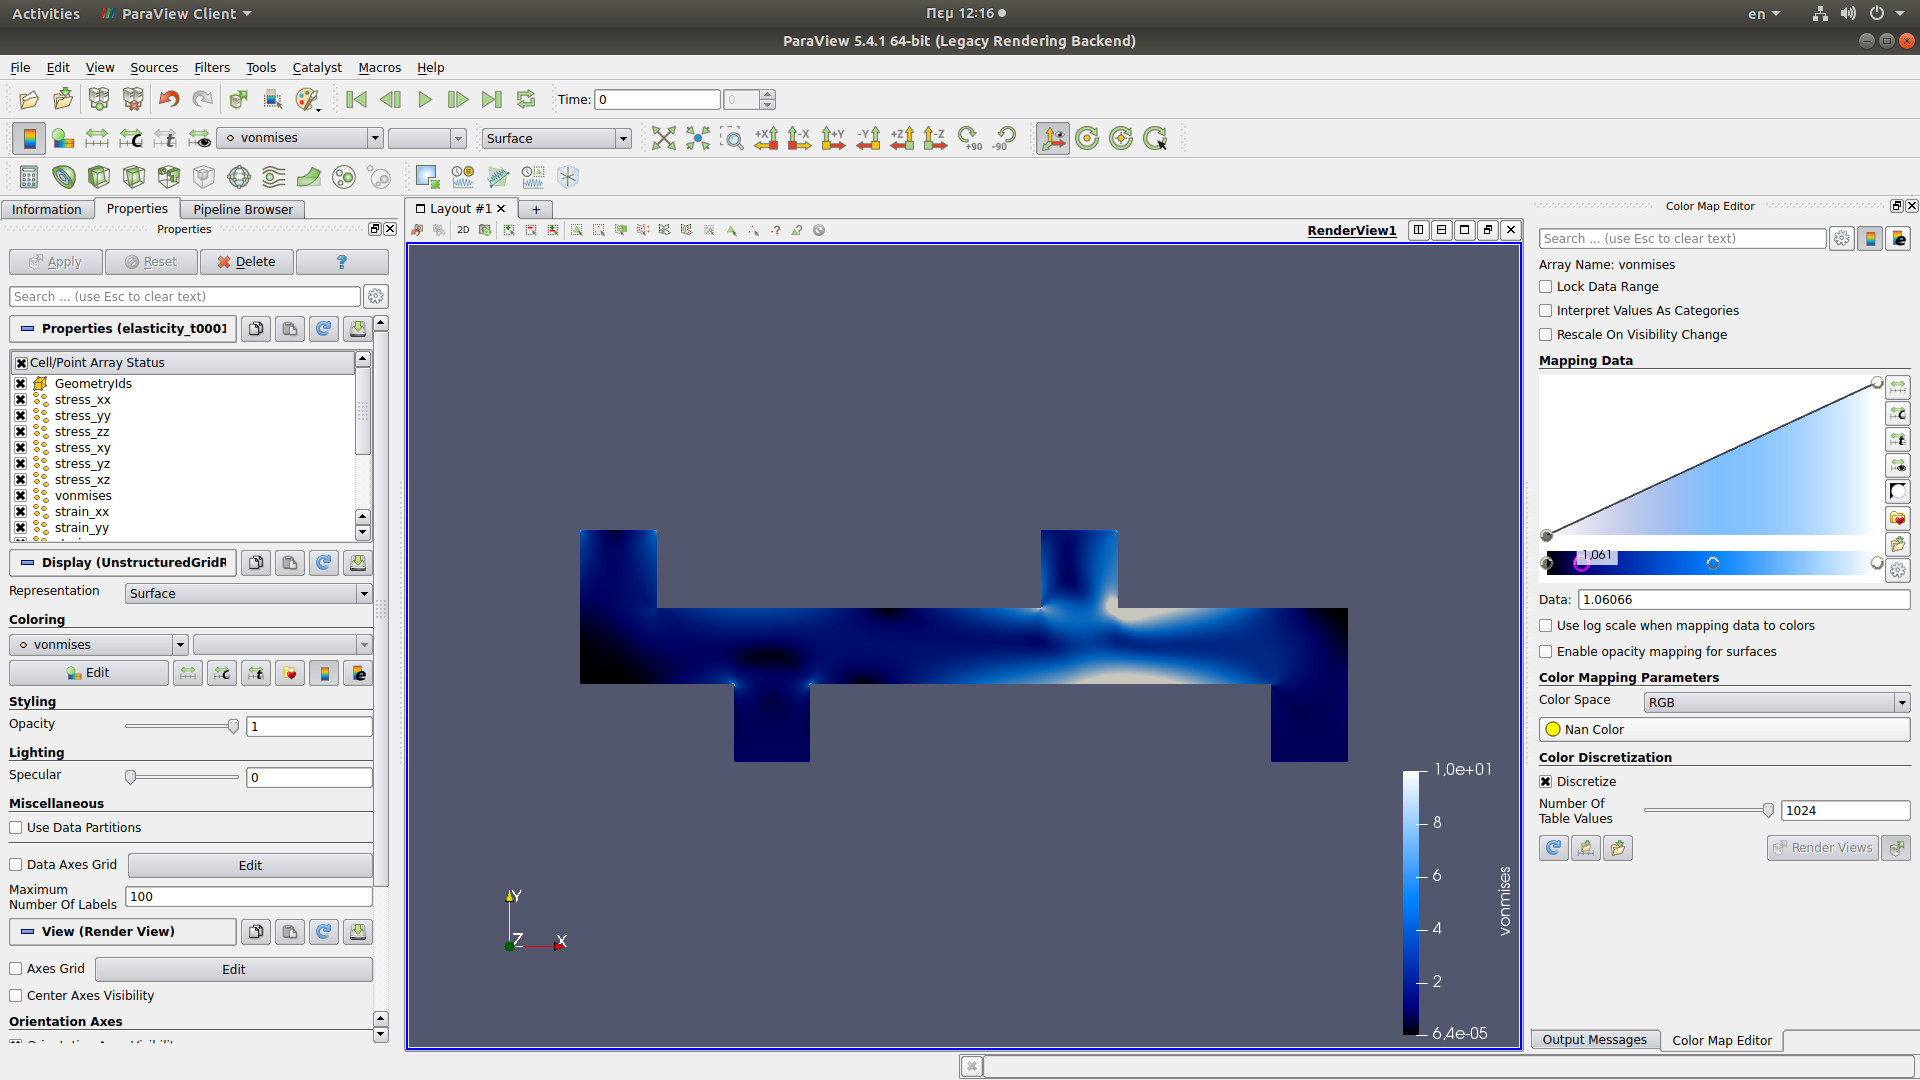 Activities ParaView Client Πεμ 12:16 en
ParaView 5.4.1 64-bit (Legacy Rendering Backend)
File Edit View Sources Filters Tools Catalyst Macros Help
Time: 0 0
vonmises Surface +X -X +Y -Y +Z -Z +90 -90
Information Properties Pipeline Browser
Properties
Apply Reset Delete ?
Search ... (use Esc to clear text)
Properties (elasticity_t0001
Cell/Point Array Status
GeometryIds
stress_xx
stress_yy
stress_zz
stress_xy
stress_yz
stress_xz
vonmises
strain_xx
strain_yy
Display (UnstructuredGridR
Representation Surface
Coloring
vonmises
Edit
Styling
Opacity 1
Lighting
Specular 0
Miscellaneous
Use Data Partitions
Data Axes Grid Edit
Maximum
Number Of Labels 100
View (Render View)
Axes Grid Edit
Center Axes Visibility
Orientation Axes
Layout #1 +
2D RenderView1
Y
Z X
1,0e+01
8
6
4
2
6,4e-05
vonmises
Color Map Editor
Search ... (use Esc to clear text)
Array Name: vonmises
Lock Data Range
Interpret Values As Categories
Rescale On Visibility Change
Mapping Data
1,061
Data: 1.06066
Use log scale when mapping data to colors
Enable opacity mapping for surfaces
Color Mapping Parameters
Color Space RGB
Nan Color
Color Discretization
Discretize
Number Of
Table Values 1024
Render Views
Output Messages Color Map Editor